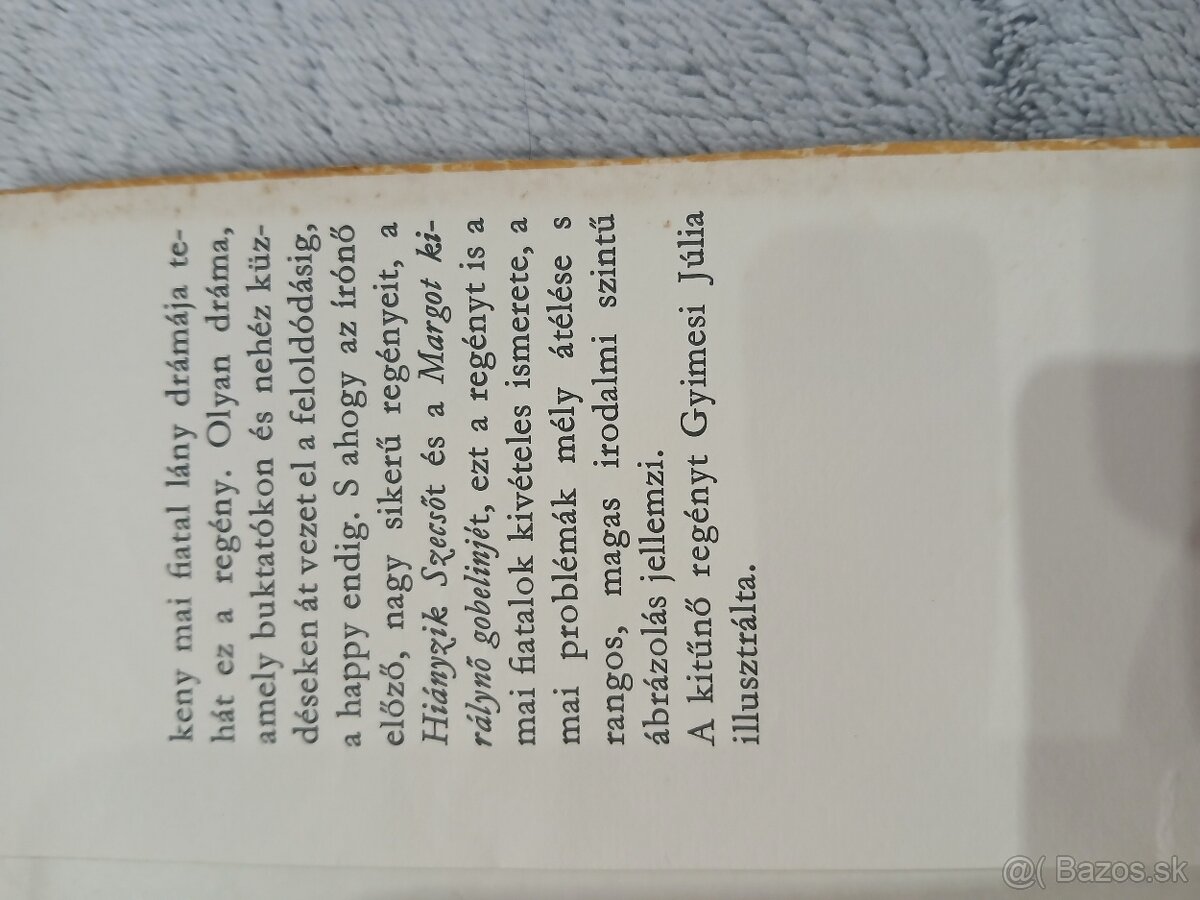 keny mai fiatal lány drámája te-
hát ez a regény. Olyan dráma,
amely buktatókon és nehéz küz-
déseken át vezet el a feloldódásig,
a happy endig. S ahogy az írónő
előző, nagy sikerű regényeit, a
Hiányzik Szecsőt és a Margot ki-
rálynő gobelinjét, ezt a regényt is a
mai fiatalok kivételes ismerete, a
mai problémák mély átélése s
rangos, magas irodalmi szintű
ábrázolás jellemzi.
A kitűnő regényt Gyimesi Júlia
illusztrálta.
@( Bazos.sk